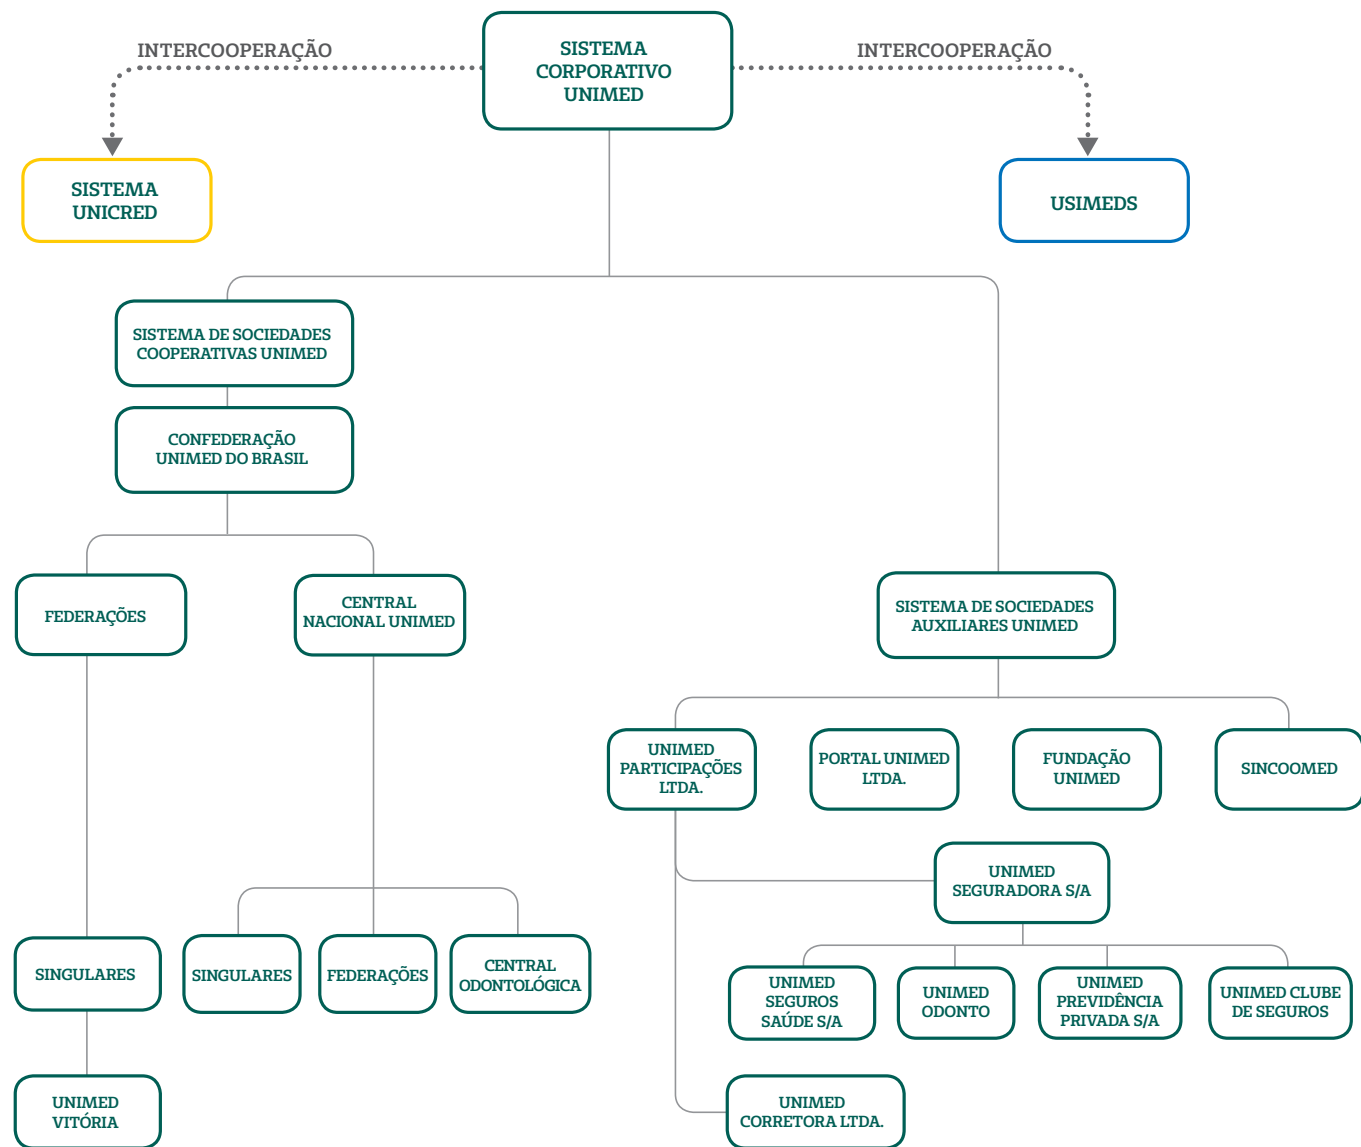 INTERCOOPERAÇÃO
SISTEMA
CORPORATIVO
UNIMED
INTERCOOPERAÇÃO
SISTEMA
UNICRED
USIMEDS
SISTEMA DE SOCIEDADES
COOPERATIVAS UNIMED
CONFEDERAÇÃO
UNIMED DO BRASIL
FEDERAÇÕES
CENTRAL
NACIONAL UNIMED
SISTEMA DE SOCIEDADES
AUXILIARES UNIMED
UNIMED
PARTICIPAÇÕES
LTDA.
PORTAL UNIMED
LTDA.
FUNDAÇÃO
UNIMED
SINCOOMED
UNIMED
SEGURADORA S/A
SINGULARES
SINGULARES
FEDERAÇÕES
CENTRAL
ODONTOLÓGICA
UNIMED
SEGUROS
SAÚDE S/A
UNIMED
ODONTO
UNIMED
PREVIDÊNCIA
PRIVADA S/A
UNIMED CLUBE
DE SEGUROS
UNIMED
VITÓRIA
UNIMED
CORRETORA LTDA.